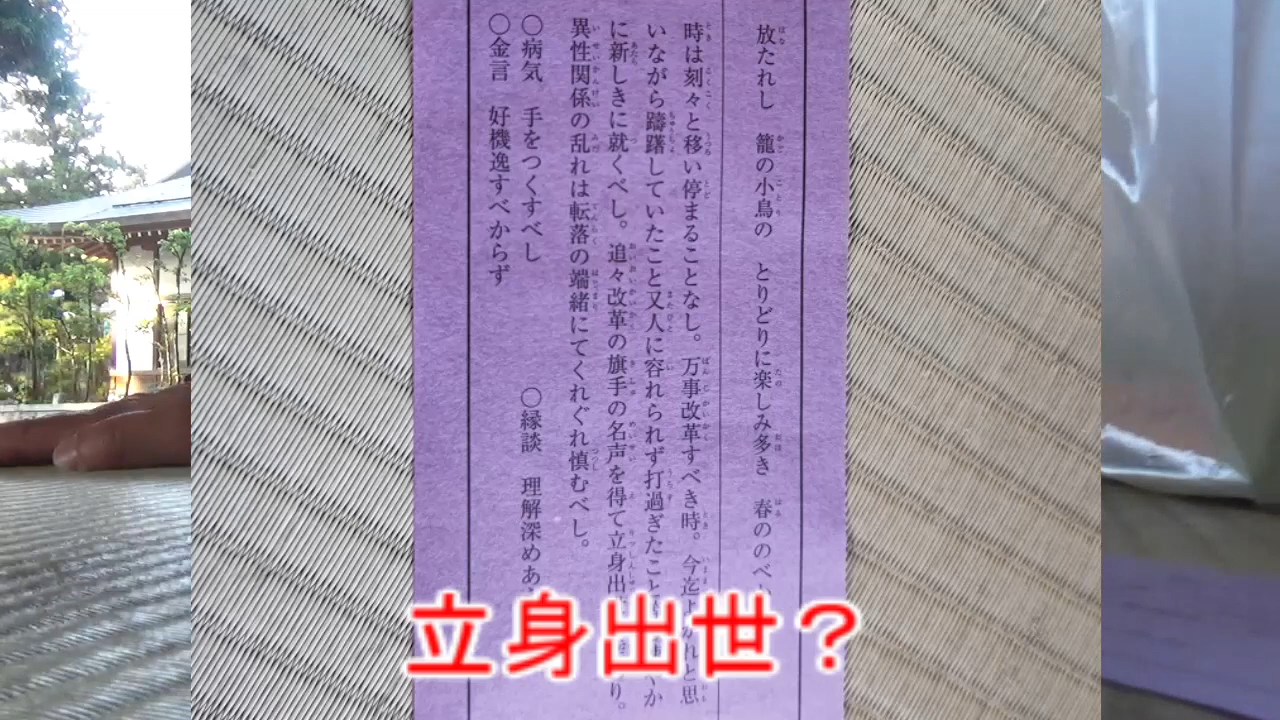 放たれし 籠の小鳥の とりどりに楽しみ多き 春ののべ
時は刻々と移い停まることなし。万事改革すべき時。今迄よかれと思
いながら躊躇していたこと又人に容れられず打過ぎたこと
に新しきに就くべし。追々改革の旗手の名声を得て立身出
異性関係の乱れは転落の端緒にてくれぐれ慎むべし。
○病気 手をつくすべし ○縁談 理解深めあ
○金言 好機逸すべからず
立身出世？